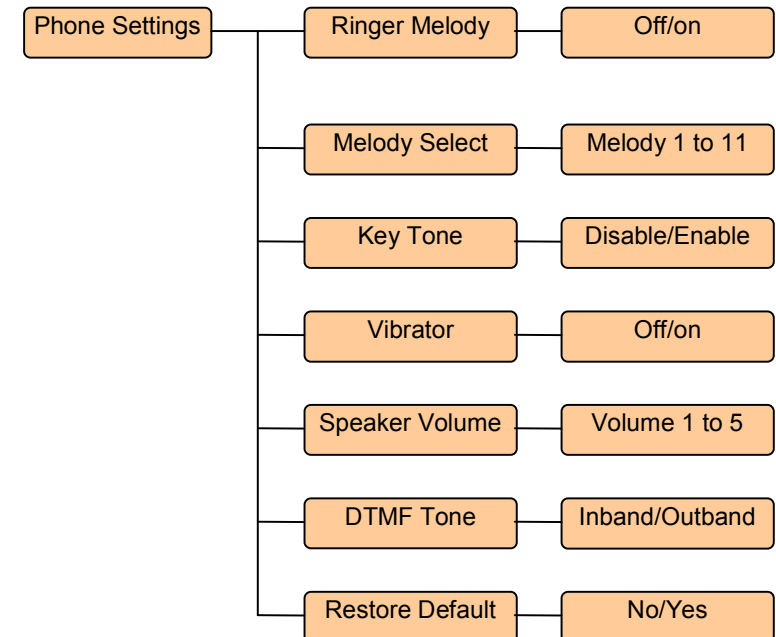 Phone Settings
Ringer Melody
Off/on
Melody Select
Melody 1 to 11
Key Tone
Disable/Enable
Vibrator
Off/on
Speaker Volume
Volume 1 to 5
DTMF Tone
Inband/Outband
Restore Default
No/Yes